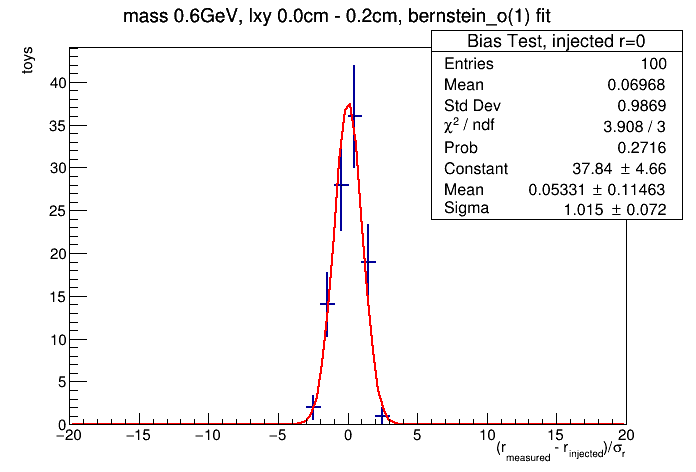 mass 0.6GeV, lxy 0.0cm - 0.2cm, bernstein_o(1) fit
Bias Test, injected r=0
Entries 100
Mean 0.06968
Std Dev 0.9869
χ² / ndf 3.908 / 3
Prob 0.2716
Constant 37.84 ± 4.66
Mean 0.05331 ± 0.11463
Sigma 1.015 ± 0.072
toys
40
35
30
25
20
15
10
5
0
−20 −15 −10 −5 0 5 10 15 20
(r_measured - r_injected)/σ_r